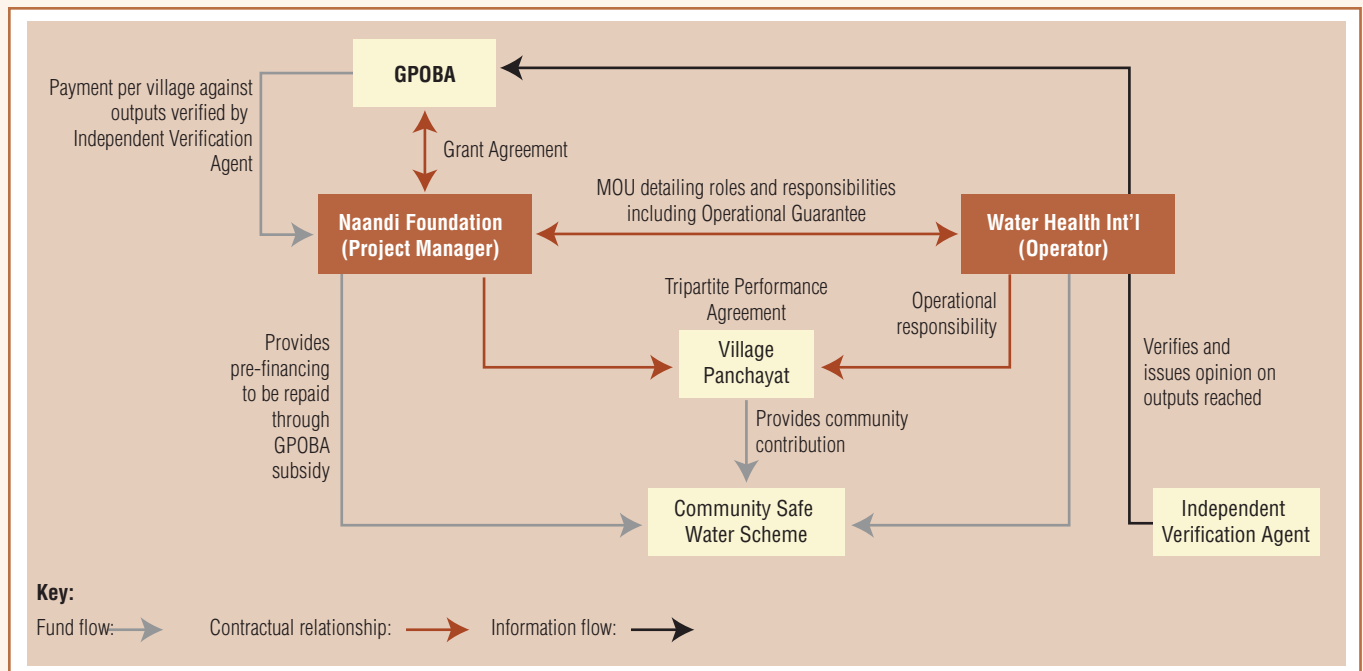 GPOBA
Payment per village against
outputs verified by
Independent Verification
Agent
Grant Agreement
MOU detailing roles and responsibilities
including Operational Guarantee
Naandi Foundation
(Project Manager)
Water Health Int'l
(Operator)
Tripartite Performance
Agreement
Operational
responsibility
Village
Panchayat
Provides
pre-financing
to be repaid
through
GPOBA
subsidy
Verifies and
issues opinion on
outputs reached
Provides community
contribution
Community Safe
Water Scheme
Independent
Verification Agent
Key:
Fund flow: Contractual relationship: Information flow: